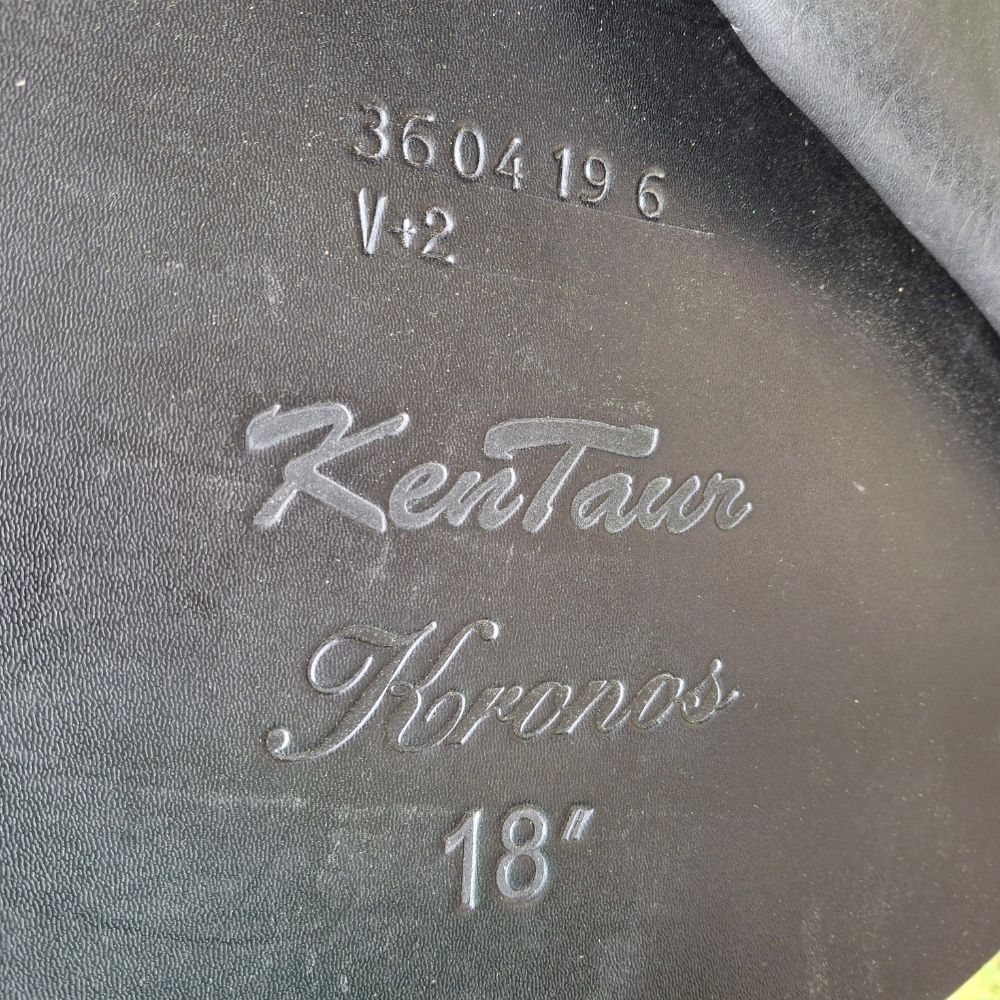 3604196
V+2
KenTaur
Kronos
18"